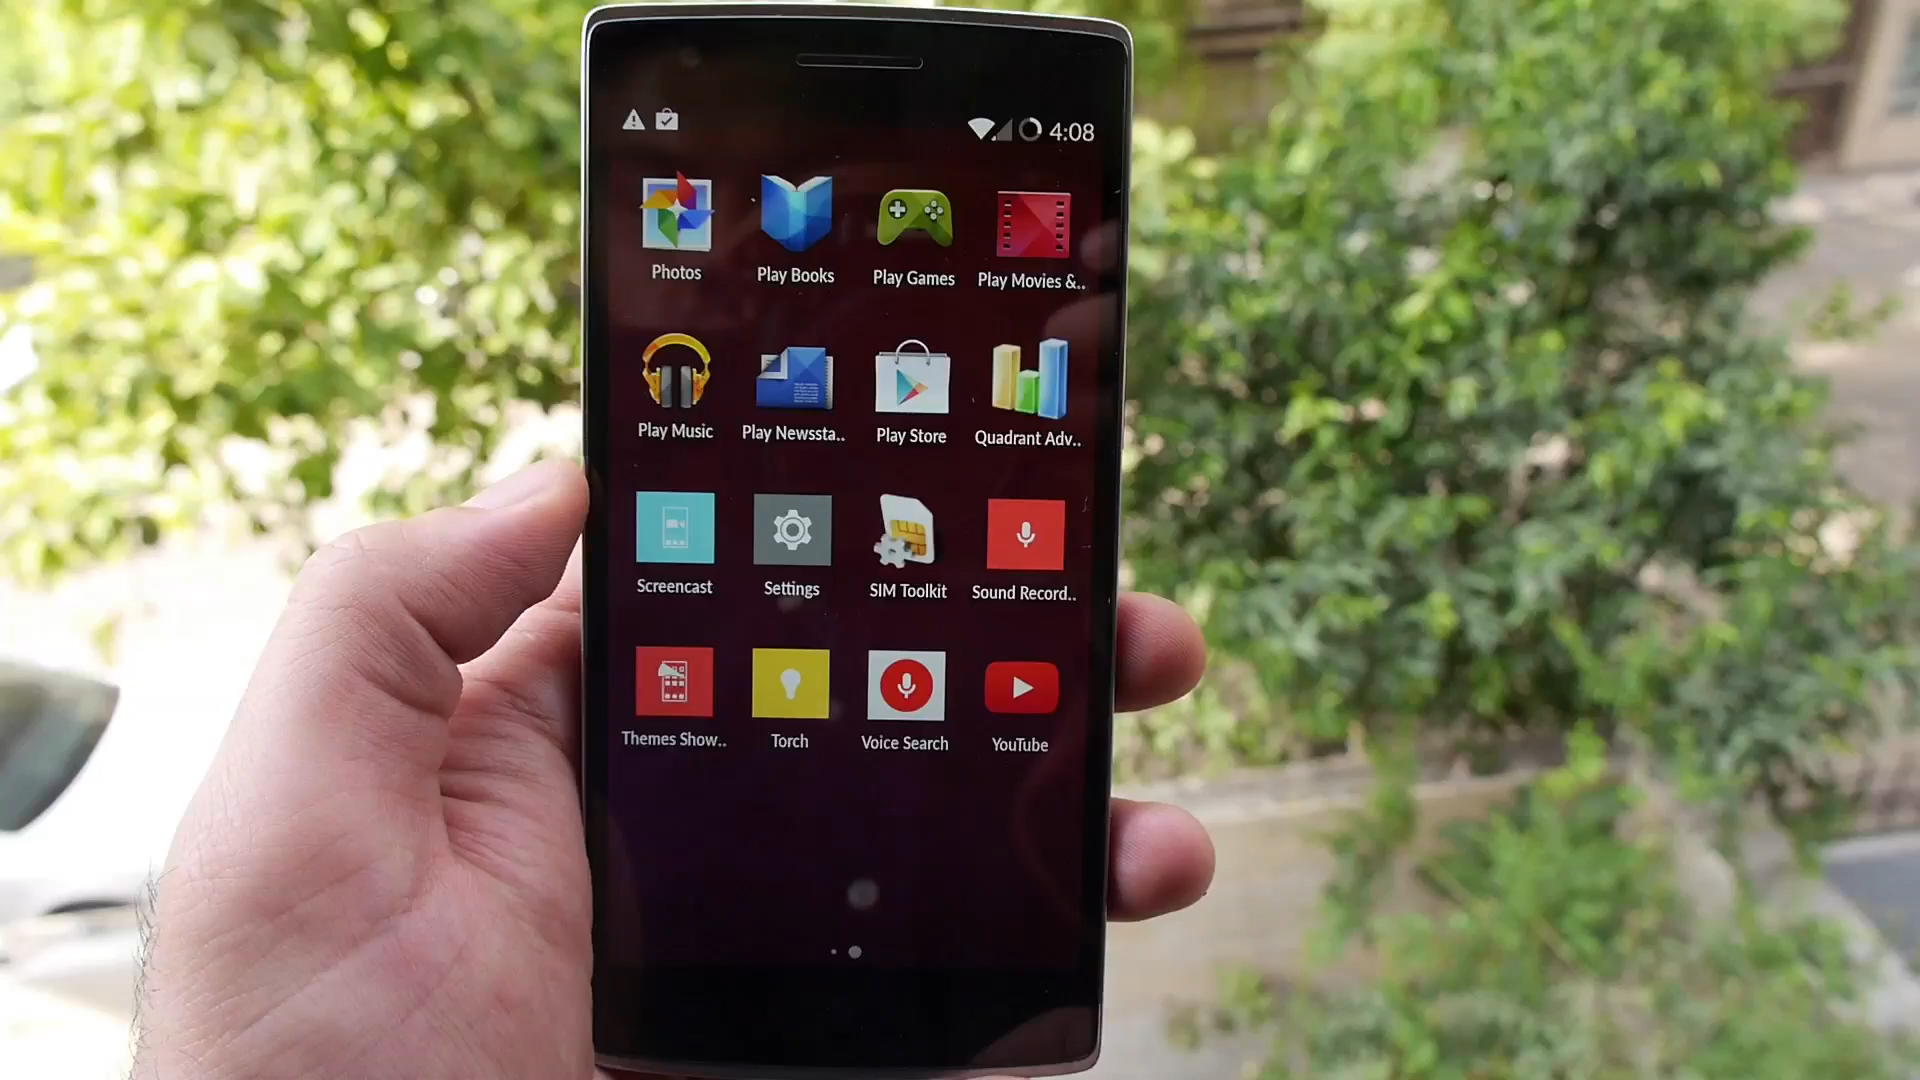 4:08
Photos Play Books Play Games Play Movies &..
Play Music Play Newssta.. Play Store Quadrant Adv..
Screencast Settings SIM Toolkit Sound Record..
Themes Show.. Torch Voice Search YouTube